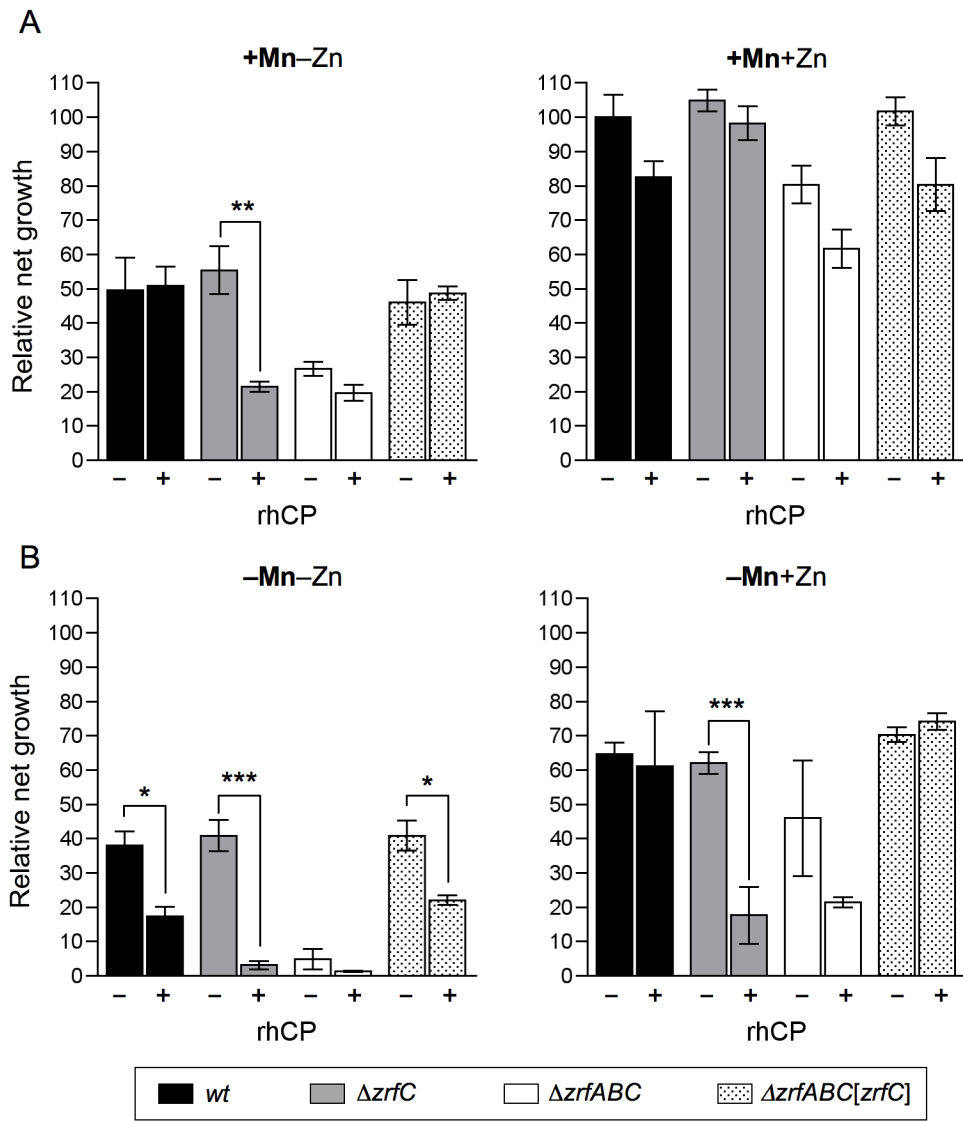 A
+Mn–Zn
+Mn+Zn
Relative net growth
110
100
90
80
70
60
50
40
30
20
10
0
**
– + – + – + – +
rhCP
110
100
90
80
70
60
50
40
30
20
10
0
– + – + – + – +
rhCP
B
–Mn–Zn
–Mn+Zn
Relative net growth
110
100
90
80
70
60
50
40
30
20
10
0
* *** *
– + – + – + – +
rhCP
110
100
90
80
70
60
50
40
30
20
10
0
***
– + – + – + – +
rhCP
wt ΔzrfC ΔzrfABC ΔzrfABC[zrfC]